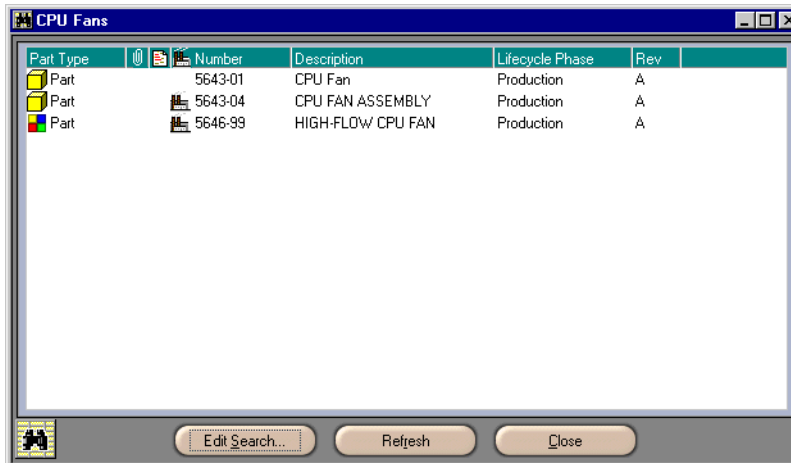 CPU Fans
Part Type Number Description Lifecycle Phase Rev
Part 5643-01 CPU Fan Production A
Part 5643-04 CPU FAN ASSEMBLY Production A
Part 5646-99 HIGH-FLOW CPU FAN Production A
Edit Search... Refresh Close